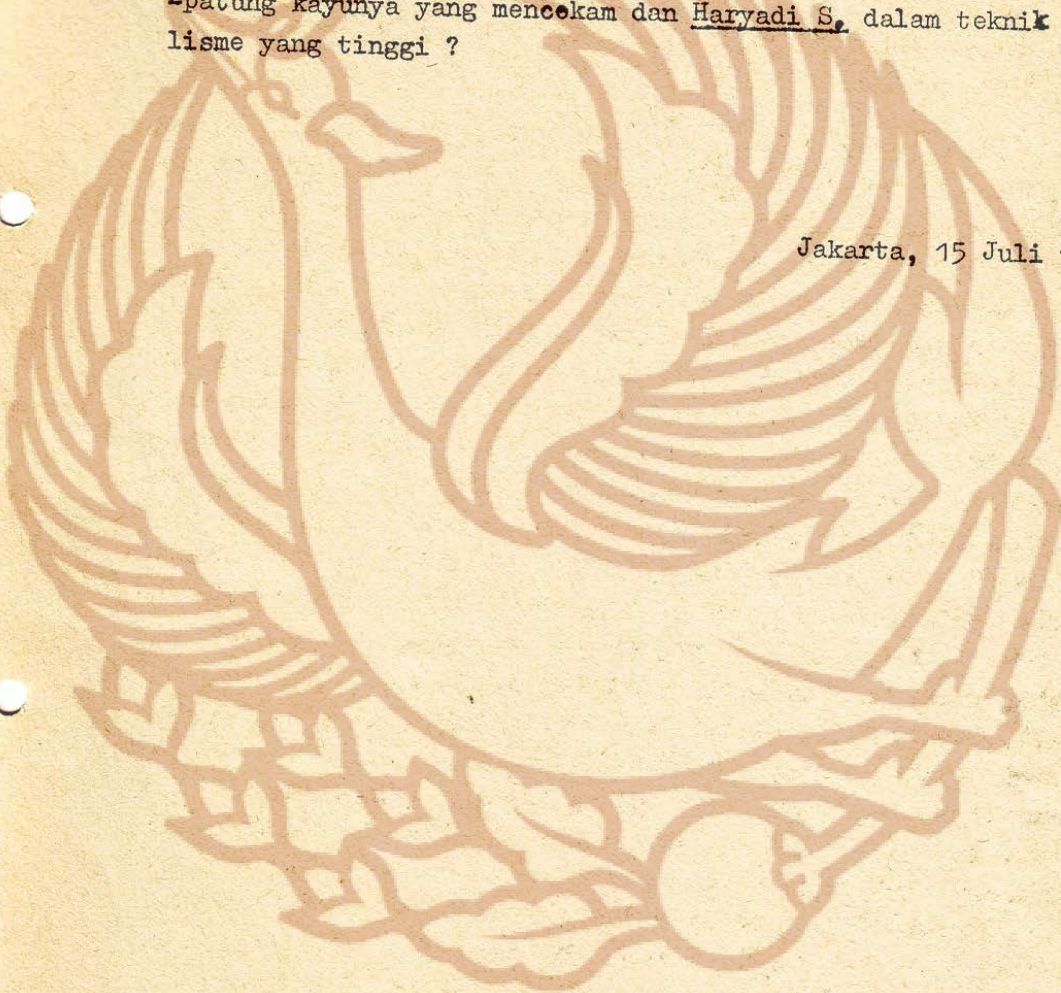 -patung kayunya yang mencekam dan Haryadi S. dalam teknik
lisme yang tinggi ?
Jakarta, 15 Juli